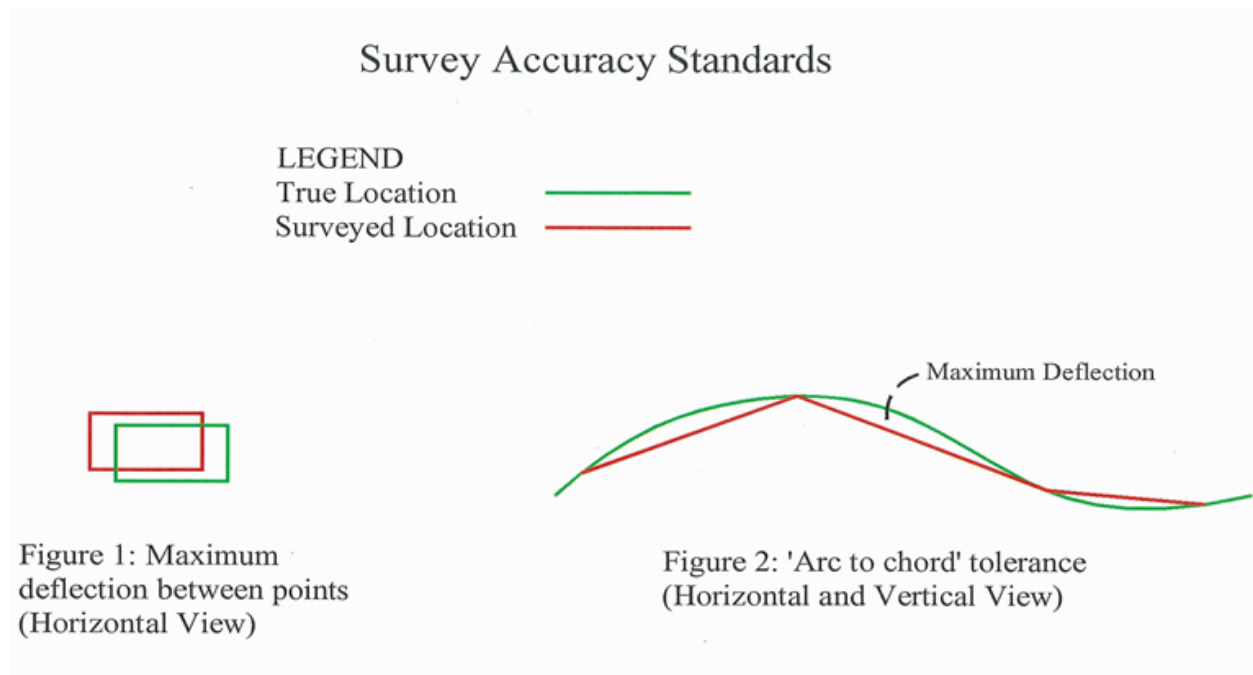 Survey Accuracy Standards
LEGEND
True Location
Surveyed Location
Maximum Deflection
Figure 1: Maximum
deflection between points
(Horizontal View)
Figure 2: 'Arc to chord' tolerance
(Horizontal and Vertical View)